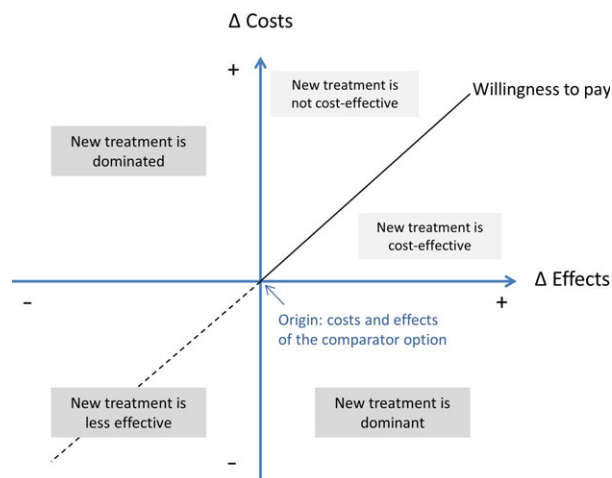 Δ Costs
+
New treatment is
not cost-effective
Willingness to pay
New treatment is
dominated
New treatment is
cost-effective
Δ Effects
–
+
Origin: costs and effects
of the comparator option
New treatment is
less effective
New treatment is
dominant
–